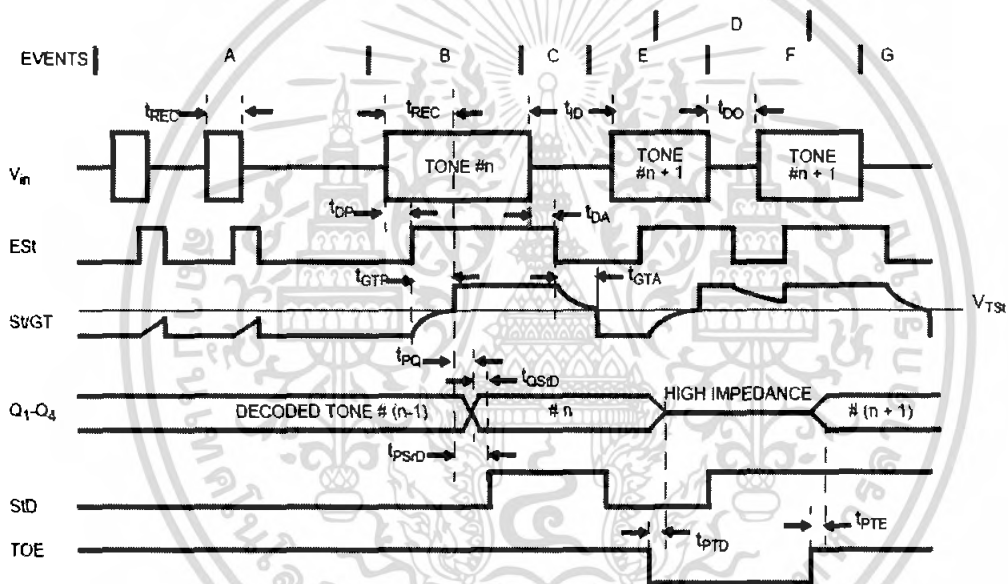 D
EVENTS A B C E F G
tREC tREC tID tDO
Vin TONE #n TONE #n + 1 TONE #n + 1
tDP tDA
ESt
tGTP tGTA
St/GT VTSt
tPQ tQStD
HIGH IMPEDANCE
Q1-Q4 DECODED TONE # (n-1) # n # (n + 1)
tPSrD
StD
tPTD tPTE
TOE